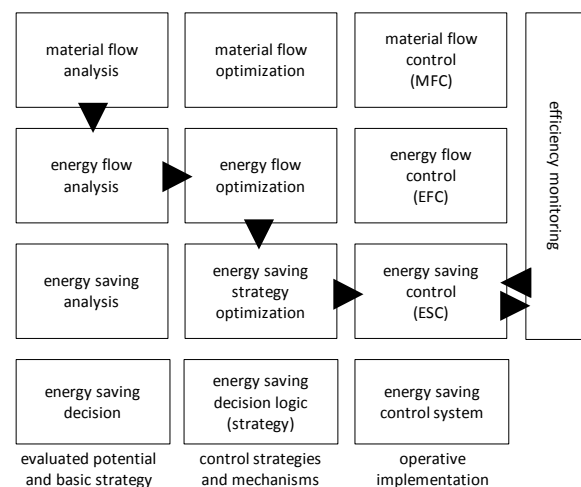 material flow
analysis
material flow
optimization
material flow
control
(MFC)
efficiency monitoring
energy flow
analysis
energy flow
optimization
energy flow
control
(EFC)
energy saving
analysis
energy saving
strategy
optimization
energy saving
control
(ESC)
energy saving
decision
energy saving
decision logic
(strategy)
energy saving
control system
evaluated potential
and basic strategy
control strategies
and mechanisms
operative
implementation